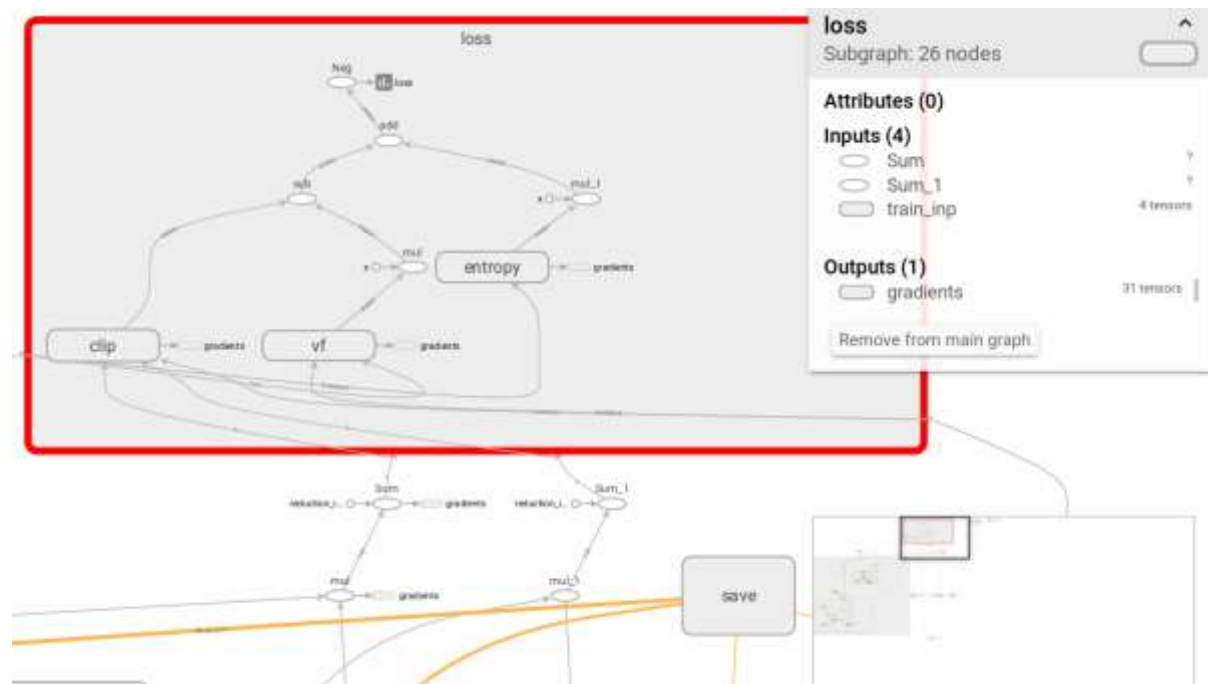 loss
Neg
loss
add
sub
mul_1
mul
entropy
gradients
clip
gradients
vf
gradients
Sum
reduction_i...
gradients
Sum_1
reduction_i...
mul
gradients
mul_1
save
loss
Subgraph: 26 nodes
Attributes (0)
Inputs (4)
Sum ?
Sum_1 ?
train_inp 4 tensors
Outputs (1)
gradients 31 tensors
Remove from main graph